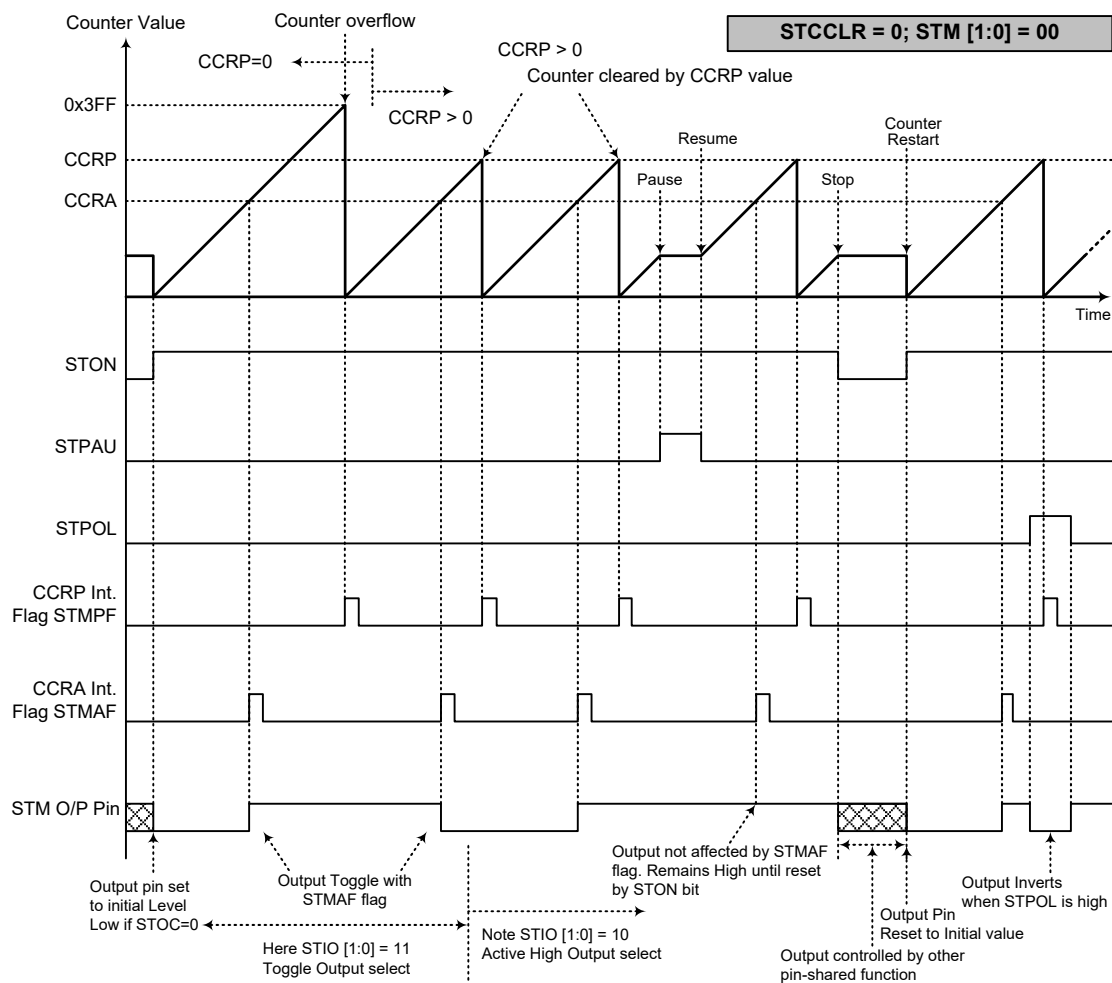 Counter Value
Counter overflow
STCCLR = 0; STM [1:0] = 00
CCRP=0
CCRP > 0
CCRP > 0
Counter cleared by CCRP value
0x3FF
CCRP
CCRA
Pause
Resume
Stop
Counter
Restart
Time
STON
STPAU
STPOL
CCRP Int.
Flag STMPF
CCRA Int.
Flag STMAF
STM O/P Pin
Output pin set
to initial Level
Low if STOC=0
Output Toggle with
STMAF flag
Here STIO [1:0] = 11
Toggle Output select
Note STIO [1:0] = 10
Active High Output select
Output not affected by STMAF
flag. Remains High until reset
by STON bit
Output controlled by other
pin-shared function
Output Pin
Reset to Initial value
Output Inverts
when STPOL is high